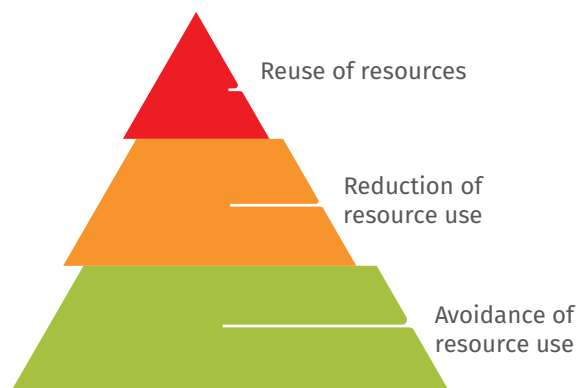 Reuse of resources
Reduction of
resource use
Avoidance of
resource use